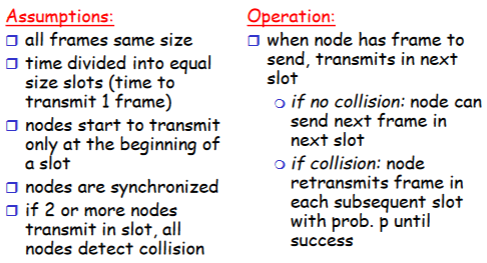 Assumptions:
all frames same size
time divided into equal
size slots (time to
transmit 1 frame)
nodes start to transmit
only at the beginning of
a slot
nodes are synchronized
if 2 or more nodes
transmit in slot, all
nodes detect collision
Operation:
when node has frame to
send, transmits in next
slot
if no collision: node can
send next frame in
next slot
if collision: node
retransmits frame in
each subsequent slot
with prob. p until
success